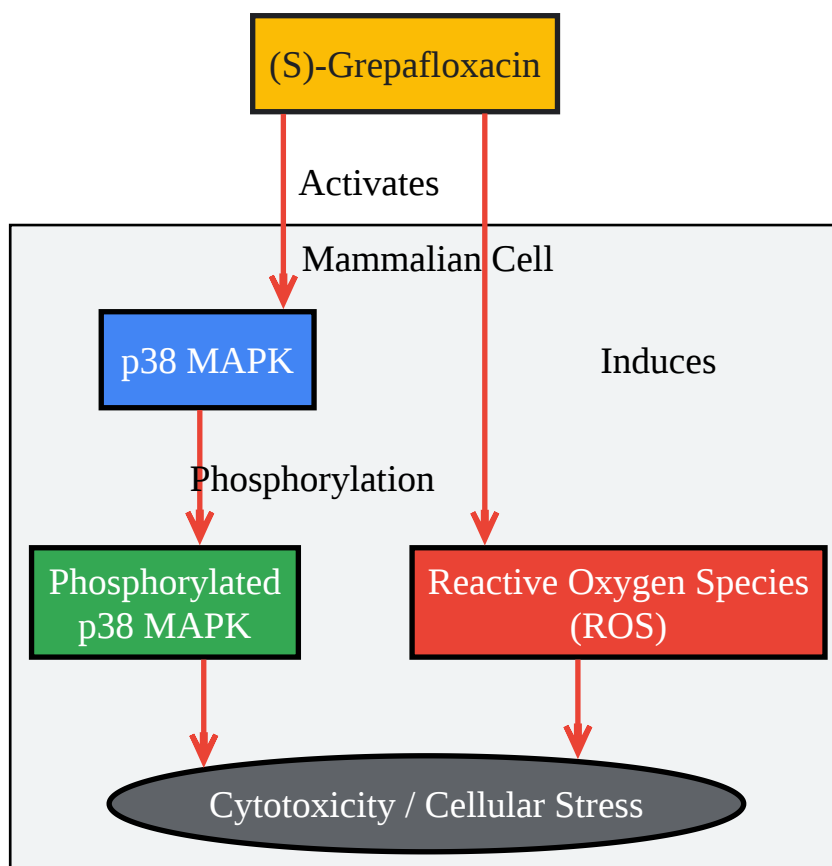 (S)-Grepafloxacin
Activates
Mammalian Cell
p38 MAPK
Induces
Phosphorylation
Phosphorylated
p38 MAPK
Reactive Oxygen Species
(ROS)
Cytotoxicity / Cellular Stress